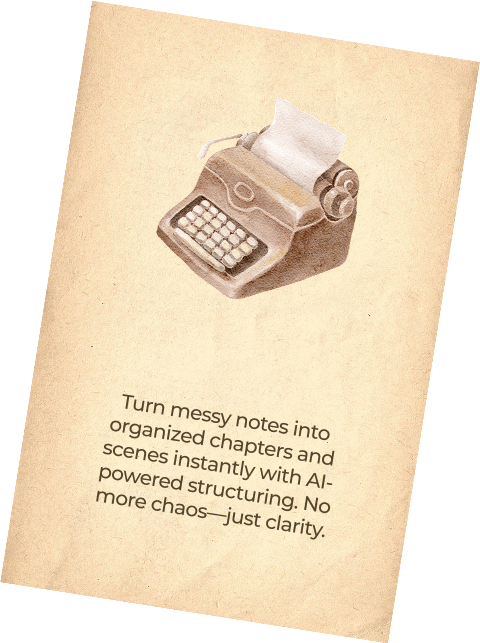 Turn messy notes into
organized chapters and
scenes instantly with AI-
powered structuring. No
more chaos—just clarity.